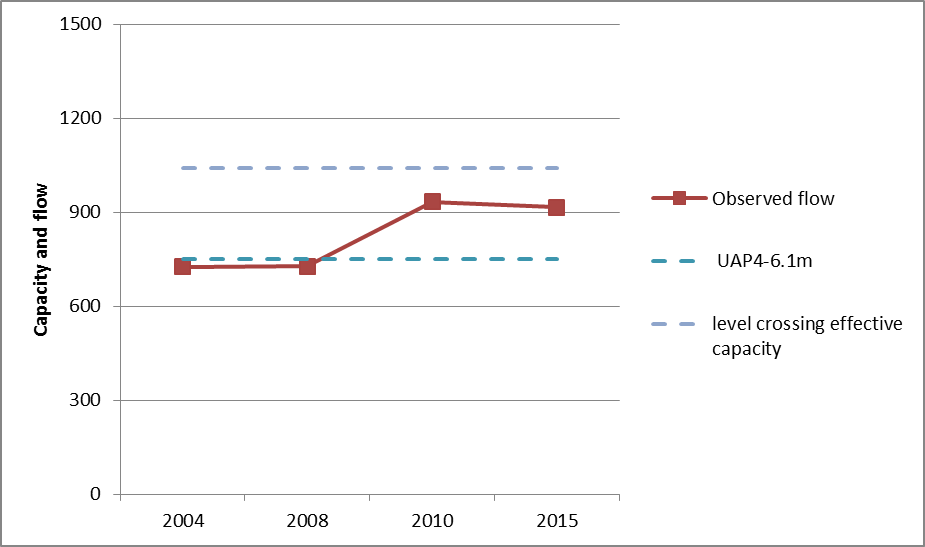 1500
1200
900
600
300
0
Capacity and flow
2004 2008 2010 2015
Observed flow
UAP4-6.1m
level crossing effective
capacity